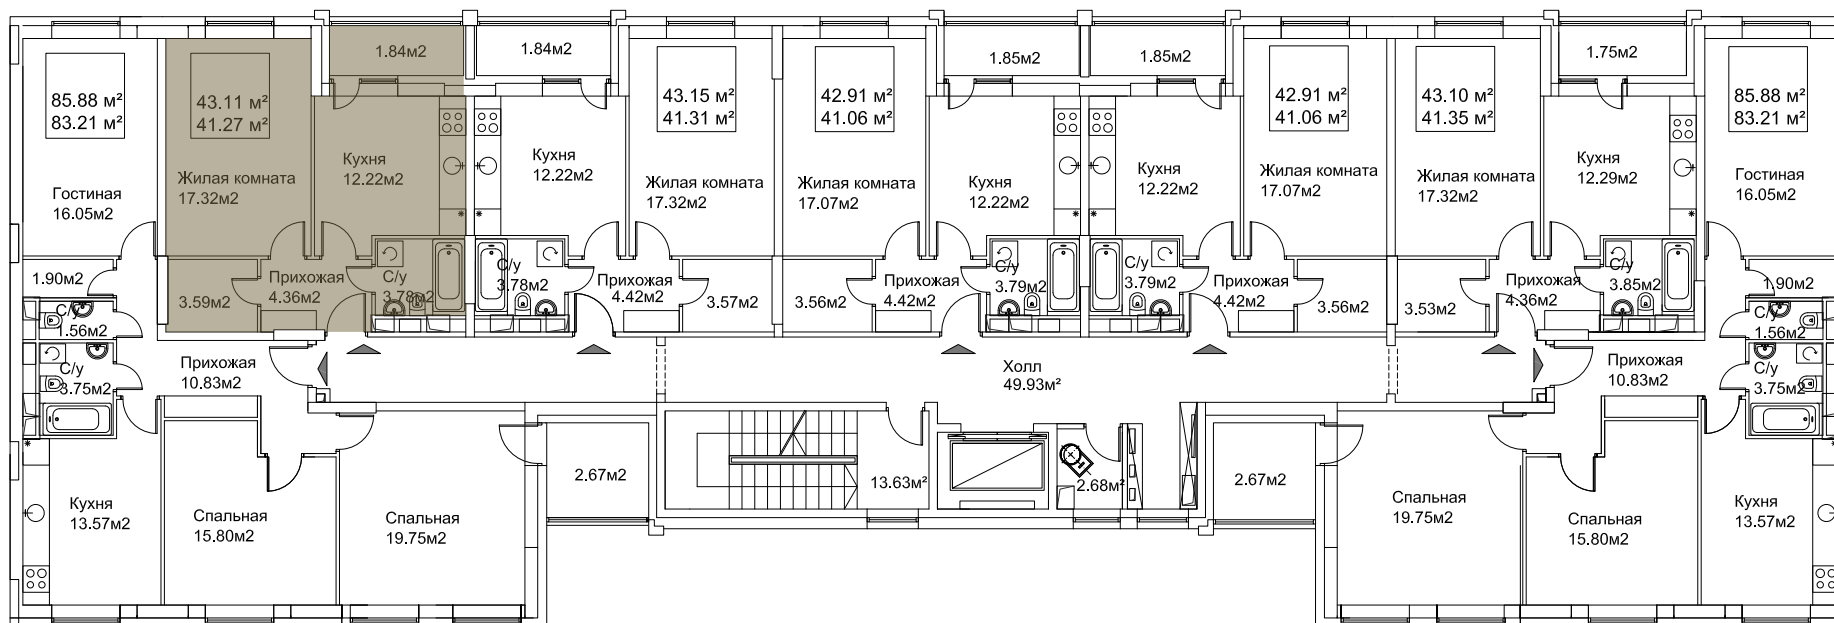 1.84м2
1.84м2
1.85м2
1.85м2
1.75м2
85.88 м²
83.21 м²
43.11 м²
41.27 м²
43.15 м²
41.31 м²
42.91 м²
41.06 м²
42.91 м²
41.06 м²
43.10 м²
41.35 м²
85.88 м²
83.21 м²
Гостиная
16.05м2
Жилая комната
17.32м2
Кухня
12.22м2
Кухня
12.22м2
Жилая комната
17.32м2
Жилая комната
17.07м2
Кухня
12.22м2
Кухня
12.22м2
Жилая комната
17.07м2
Жилая комната
17.32м2
Кухня
12.29м2
Гостиная
16.05м2
1.90м2
3.59м2
Прихожая
4.36м2
С/у
3.78м2
С/у
3.78м2
Прихожая
4.42м2
3.57м2
3.56м2
Прихожая
4.42м2
С/у
3.79м2
С/у
3.79м2
Прихожая
4.42м2
3.56м2
3.53м2
Прихожая
4.36м2
С/у
3.85м2
1.90м2
С/у
1.56м2
С/у
1.56м2
С/у
3.75м2
Прихожая
10.83м2
Холл
49.93м²
Прихожая
10.83м2
С/у
3.75м2
Кухня
13.57м2
Спальная
15.80м2
Спальная
19.75м2
2.67м2
13.63м²
2.68м²
2.67м2
Спальная
19.75м2
Спальная
15.80м2
Кухня
13.57м2